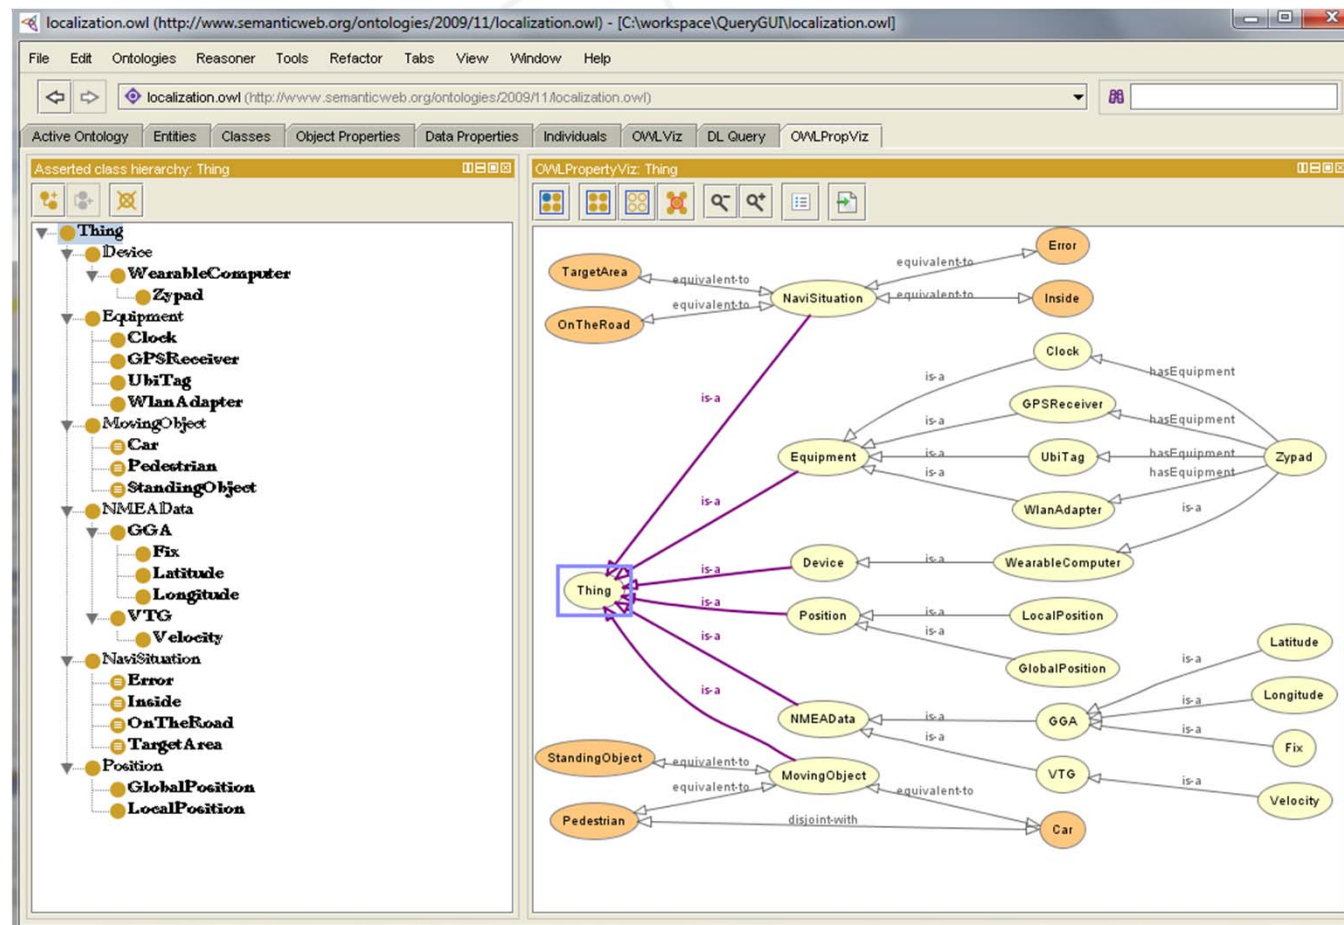 localization.owl (http://www.semanticweb.org/ontologies/2009/11/localization.owl) - [C:\workspace\QueryGUI\localization.owl]
File Edit Ontologies Reasoner Tools Refactor Tabs View Window Help
localization.owl (http://www.semanticweb.org/ontologies/2009/11/localization.owl)
Active Ontology Entities Classes Object Properties Data Properties Individuals OWLViz DL Query OWLPropViz
Asserted class hierarchy: Thing
Thing
Device
WearableComputer
Zypad
Equipment
Clock
GPSReceiver
UbiTag
WlanAdapter
MovingObject
Car
Pedestrian
StandingObject
NMEAData
GGA
Fix
Latitude
Longitude
VTG
Velocity
NaviSituation
Error
Inside
OnTheRoad
TargetArea
Position
GlobalPosition
LocalPosition
OWLPropertyViz: Thing
Error
TargetArea equivalent-to equivalent-to
NaviSituation equivalent-to Inside
equivalent-to
OnTheRoad
Clock
hasEquipment
is-a
is-a
GPSReceiver
hasEquipment
is-a
Equipment is-a UbiTag hasEquipment Zypad
is-a hasEquipment
is-a
WlanAdapter is-a
is-a Device is-a WearableComputer
Thing
is-a Position is-a LocalPosition
is-a
is-a
Latitude
GlobalPosition is-a
is-a
Longitude
is-a
NMEAData is-a GGA
is-a
is-a
Fix
StandingObject equivalent-to
MovingObject VTG is-a
equivalent-to equivalent-to
Velocity
Pedestrian disjoint-with Car